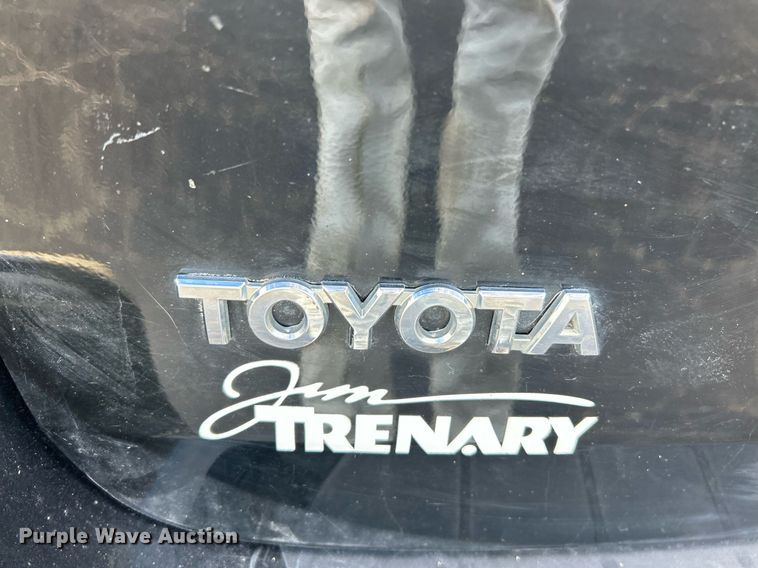 TOYOTA
Jim
TRENARY
Purple Wave Auction